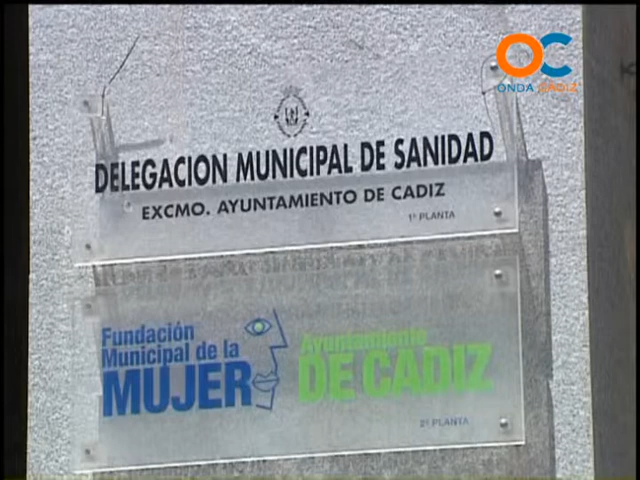 OC
ONDA CADIZ
DELEGACION MUNICIPAL DE SANIDAD
EXCMO. AYUNTAMIENTO DE CADIZ
1ª PLANTA
Fundación
Municipal de la
MUJER
Ayuntamiento
DE CADIZ
2ª PLANTA